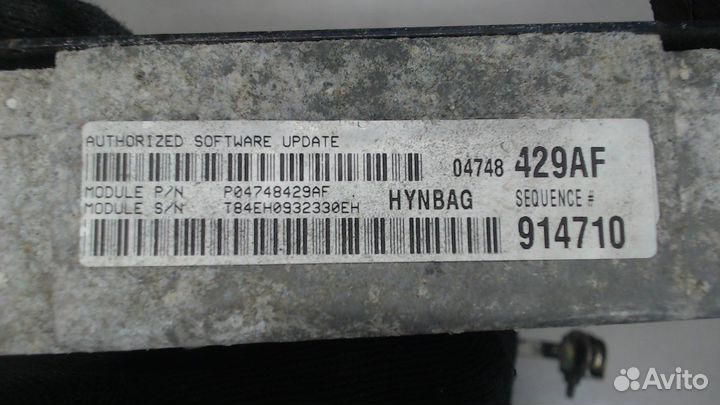 AUTHORIZED SOFTWARE UPDATE
04748 429AF
MODULE P/N P04748429AF
MODULE S/N T84EH0932330EH
HYNBAG SEQUENCE #
914710
Avito